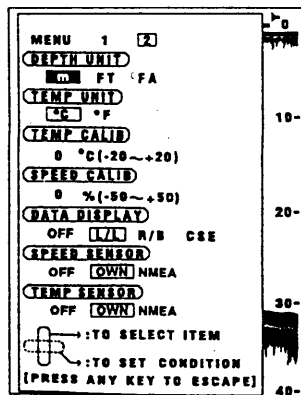 MENU 1 2
DEPTH UNIT
m FT FA
TEMP UNIT
°C °F
TEMP CALIB
0 °C(-20~+20)
SPEED CALIB
0 %(-50~+50)
DATA DISPLAY
OFF L/L R/B CSE
SPEED SENSOR
OFF OWN NMEA
TEMP SENSOR
OFF OWN NMEA
:TO SELECT ITEM
:TO SET CONDITION
[PRESS ANY KEY TO ESCAPE]
0
10-
20-
30-
40-